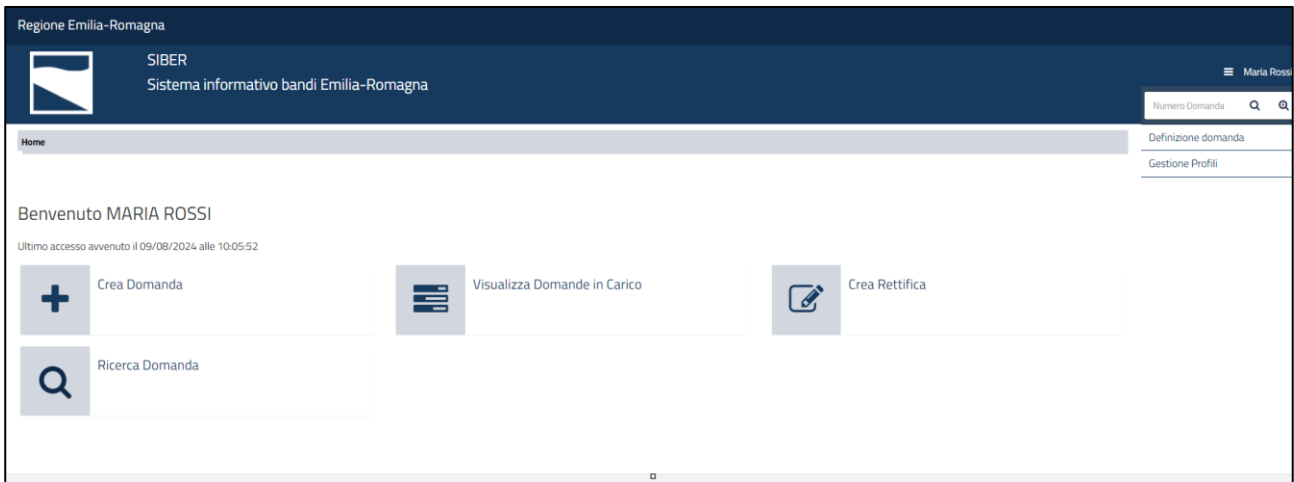 Regione Emilia-Romagna
SIBER
Sistema informativo bandi Emilia-Romagna
Maria Rossi
Numero Domanda
Home
Definizione domanda
Gestione Profili
Benvenuto MARIA ROSSI
Ultimo accesso avvenuto il 09/08/2024 alle 10:05:52
Crea Domanda
Visualizza Domande in Carico
Crea Rettifica
Ricerca Domanda